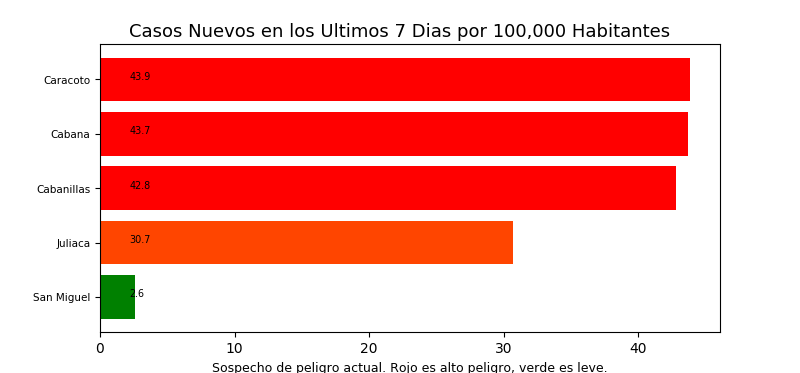 Casos Nuevos en los Ultimos 7 Dias por 100,000 Habitantes
Caracoto 43.9
Cabana 43.7
Cabanillas 42.8
Juliaca 30.7
San Miguel 2.6
0 10 20 30 40
Sospecho de peligro actual. Rojo es alto peligro, verde es leve.